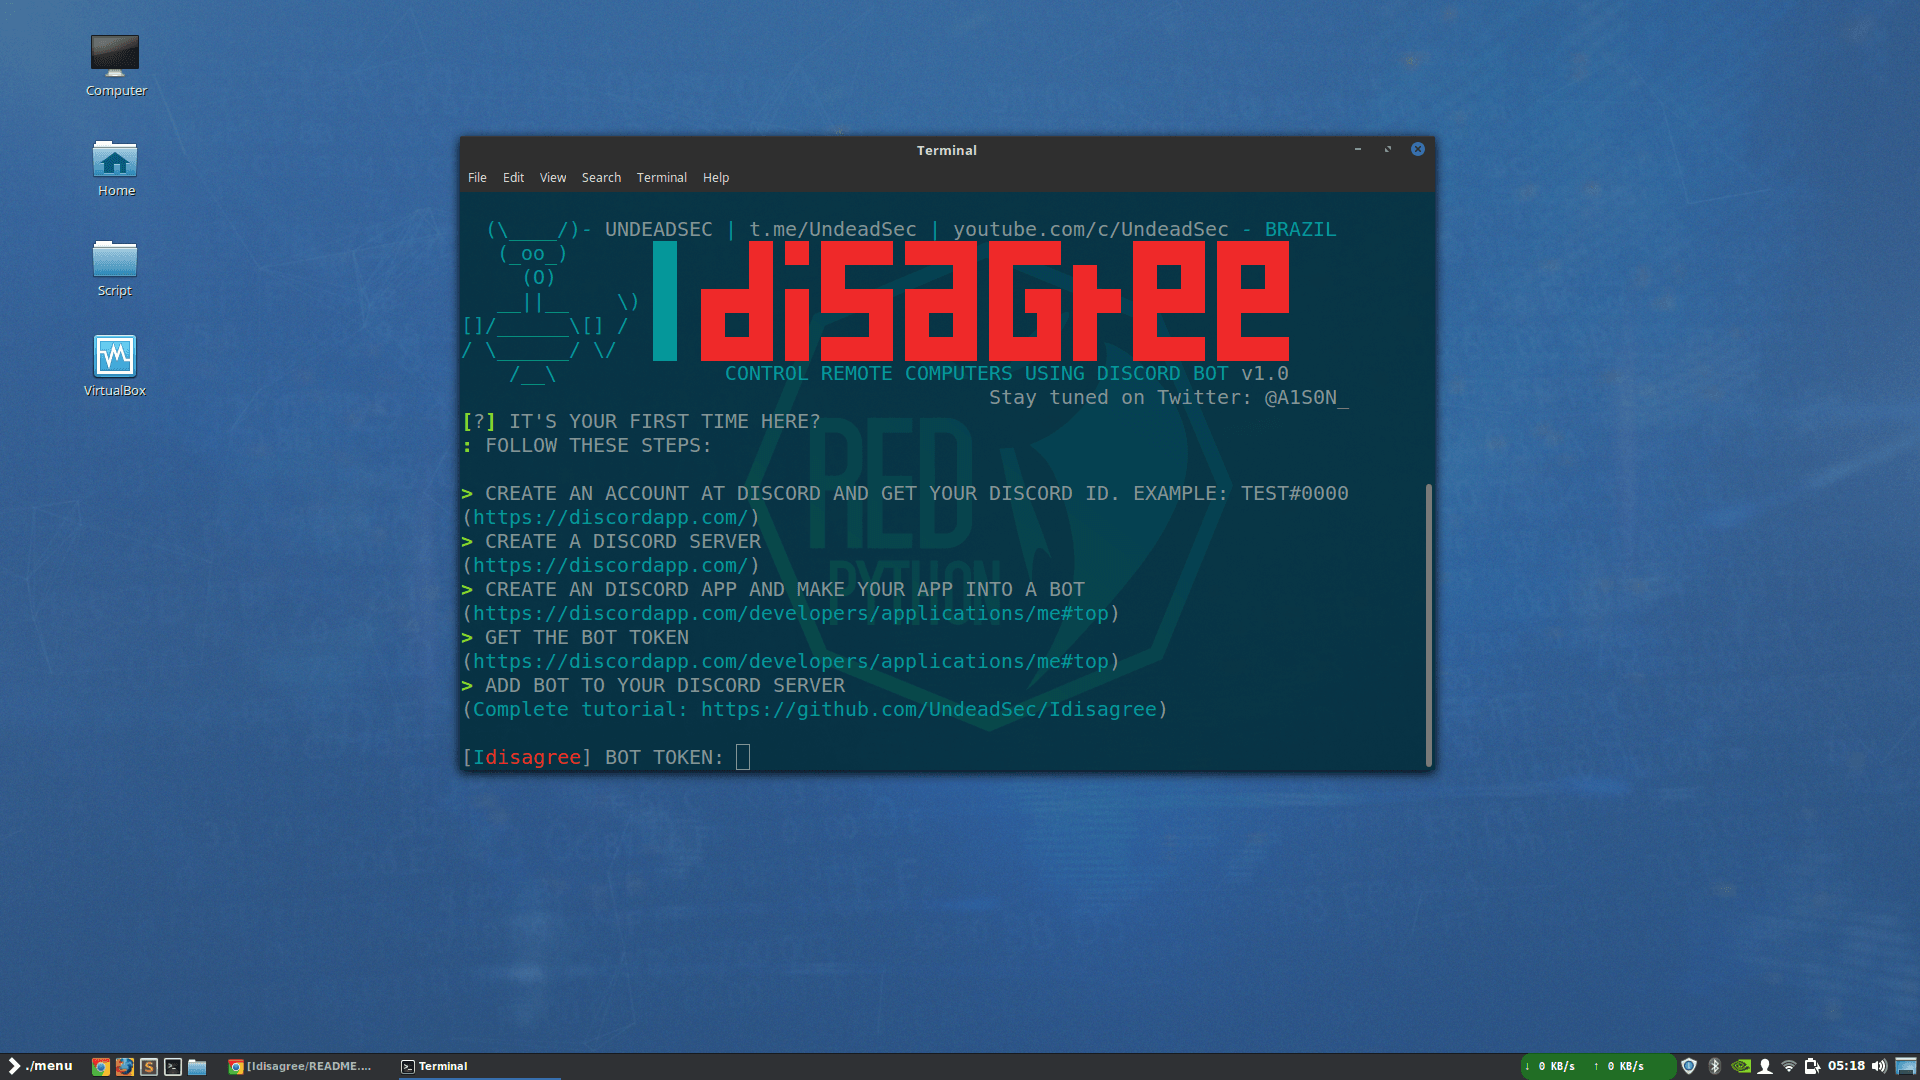 Computer
Home
Script
VirtualBox
Terminal
File Edit View Search Terminal Help
(\____/)- UNDEADSEC | t.me/UndeadSec | youtube.com/c/UndeadSec - BRAZIL
(_oo_)
(O)
__||__ \)
[]/______\[] /
/ \______/ \/
/__\
IdisaGree
CONTROL REMOTE COMPUTERS USING DISCORD BOT v1.0
Stay tuned on Twitter: @A1S0N_
[?] IT'S YOUR FIRST TIME HERE?
: FOLLOW THESE STEPS:
> CREATE AN ACCOUNT AT DISCORD AND GET YOUR DISCORD ID. EXAMPLE: TEST#0000
(https://discordapp.com/)
> CREATE A DISCORD SERVER
(https://discordapp.com/)
> CREATE AN DISCORD APP AND MAKE YOUR APP INTO A BOT
(https://discordapp.com/developers/applications/me#top)
> GET THE BOT TOKEN
(https://discordapp.com/developers/applications/me#top)
> ADD BOT TO YOUR DISCORD SERVER
(Complete tutorial: https://github.com/UndeadSec/Idisagree)
[Idisagree] BOT TOKEN:
RED
PYTHON
./menu
[Idisagree/README....
Terminal
↓ 0 KB/s ↑ 0 KB/s
05:18